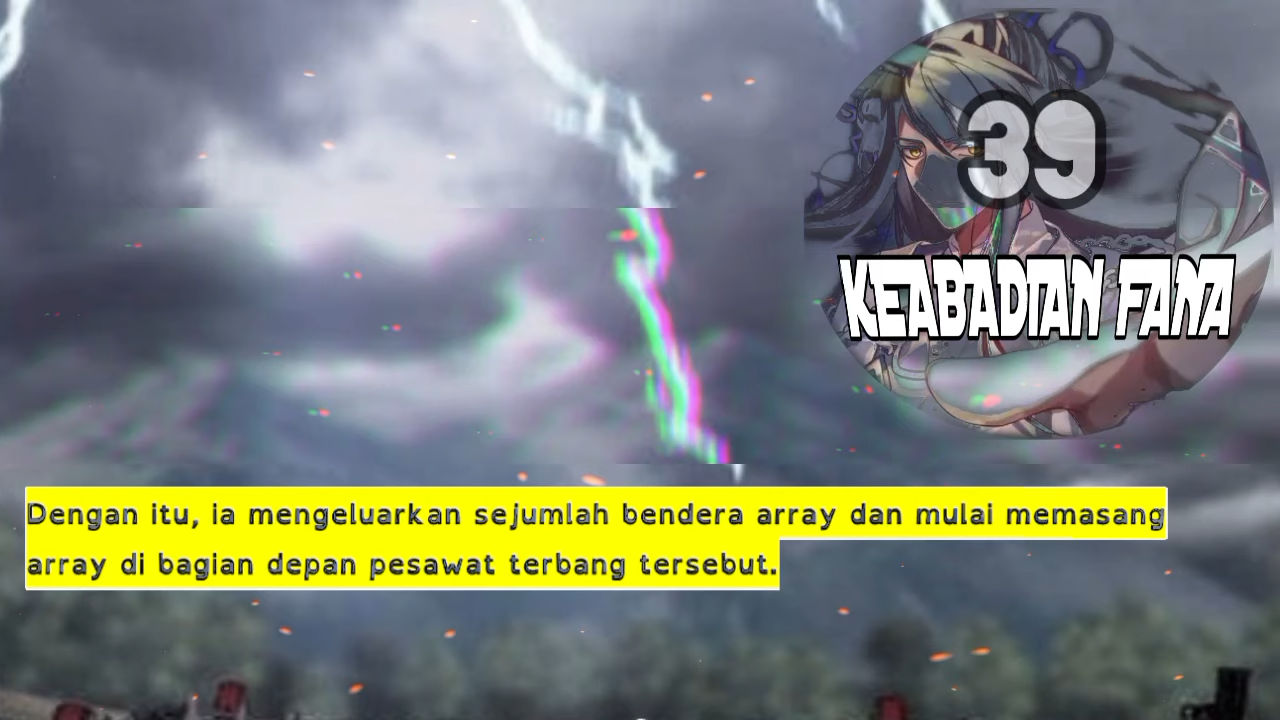 39
KEABADIAN FANA
Dengan itu, ia mengeluarkan sejumlah bendera array dan mulai memasang
array di bagian depan pesawat terbang tersebut.